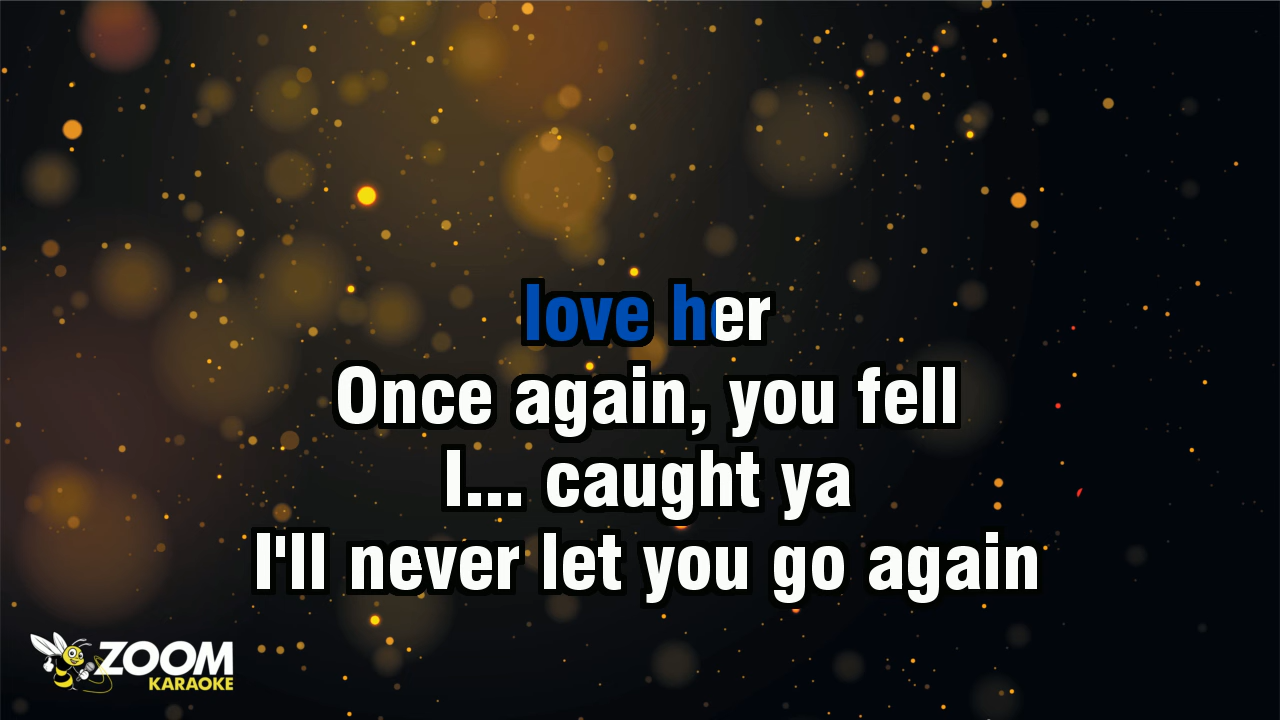 love her
Once again, you fell
I... caught ya
I'll never let you go again
ZOOM
KARAOKE